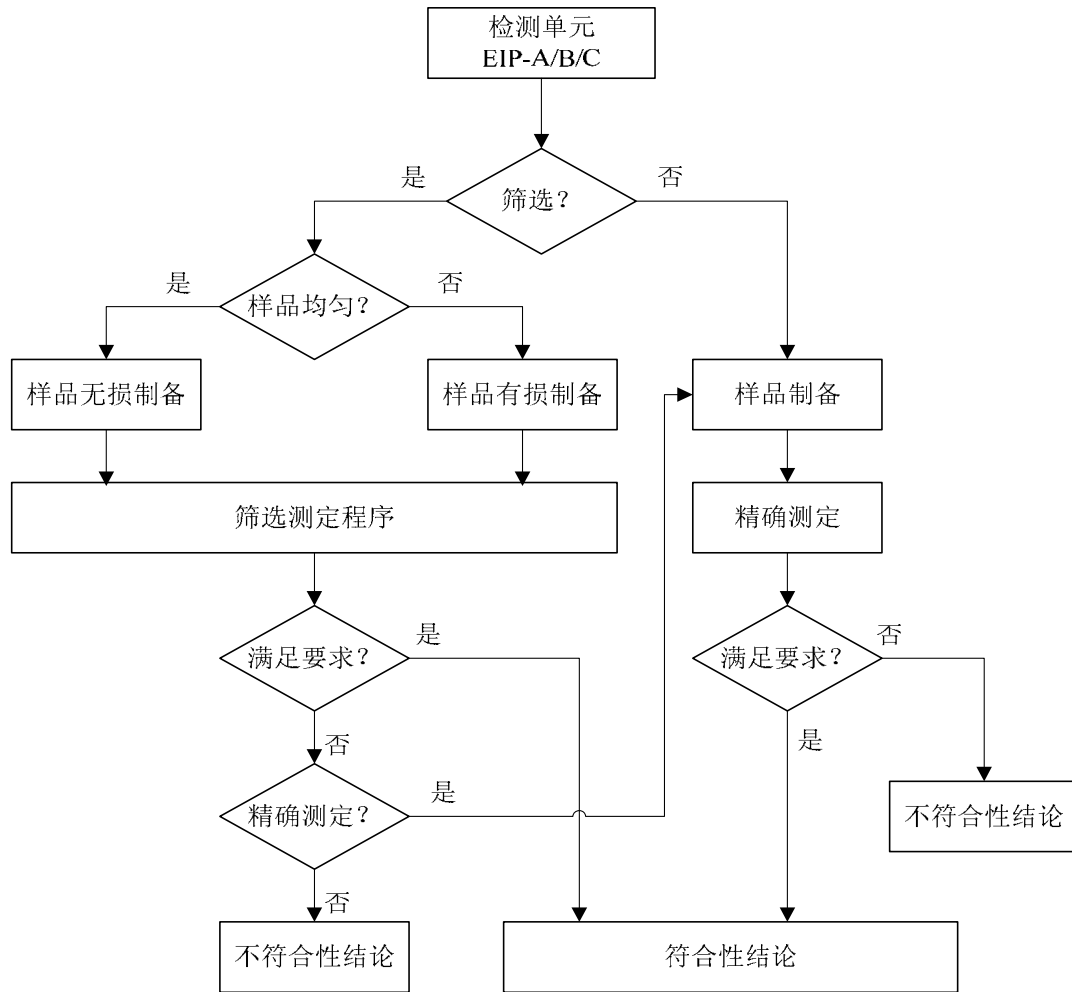 检测单元
EIP-A/B/C
是
否
筛选？
是
否
样品均匀？
样品无损制备
样品有损制备
样品制备
筛选测定程序
精确测定
是
否
满足要求？
满足要求？
否
是
是
精确测定？
不符合性结论
否
不符合性结论
符合性结论